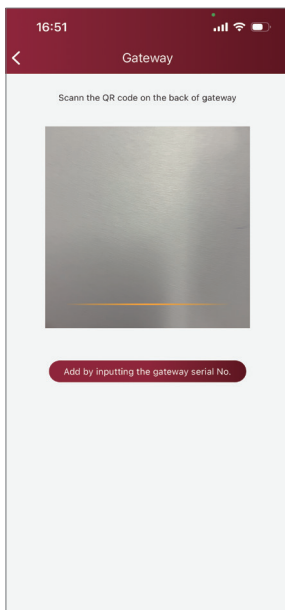 16:51
Gateway
Scann the QR code on the back of gateway
Add by inputting the gateway serial No.